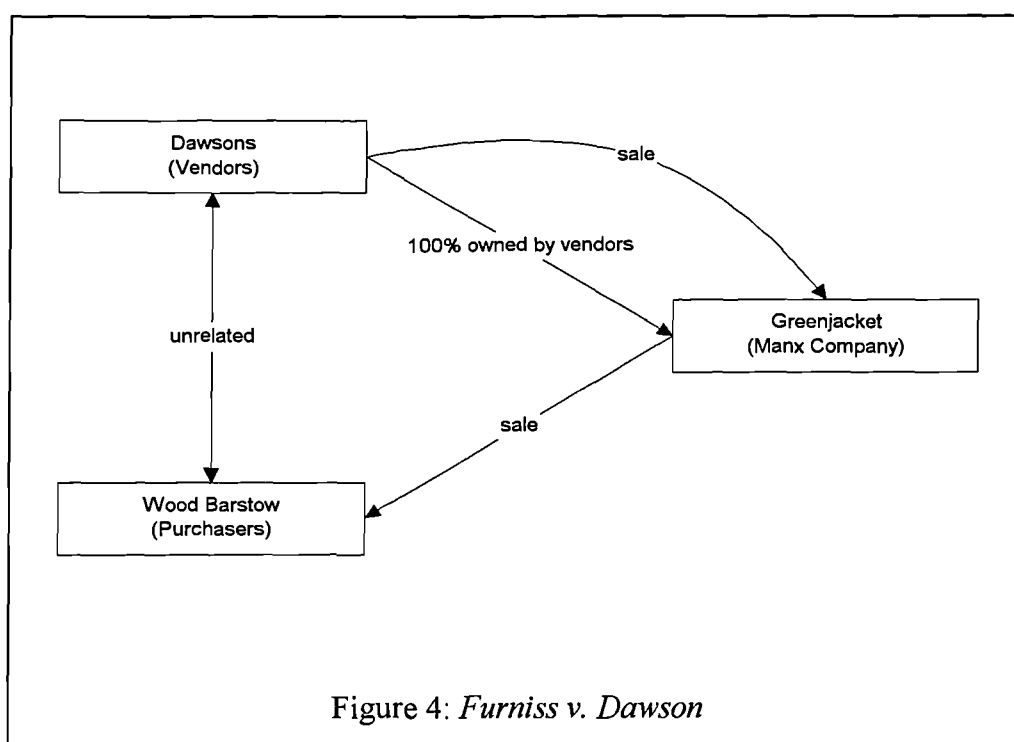 Dawsons
(Vendors)
sale
100% owned by vendors
unrelated
Greenjacket
(Manx Company)
sale
Wood Barstow
(Purchasers)
Figure 4: Furniss v. Dawson